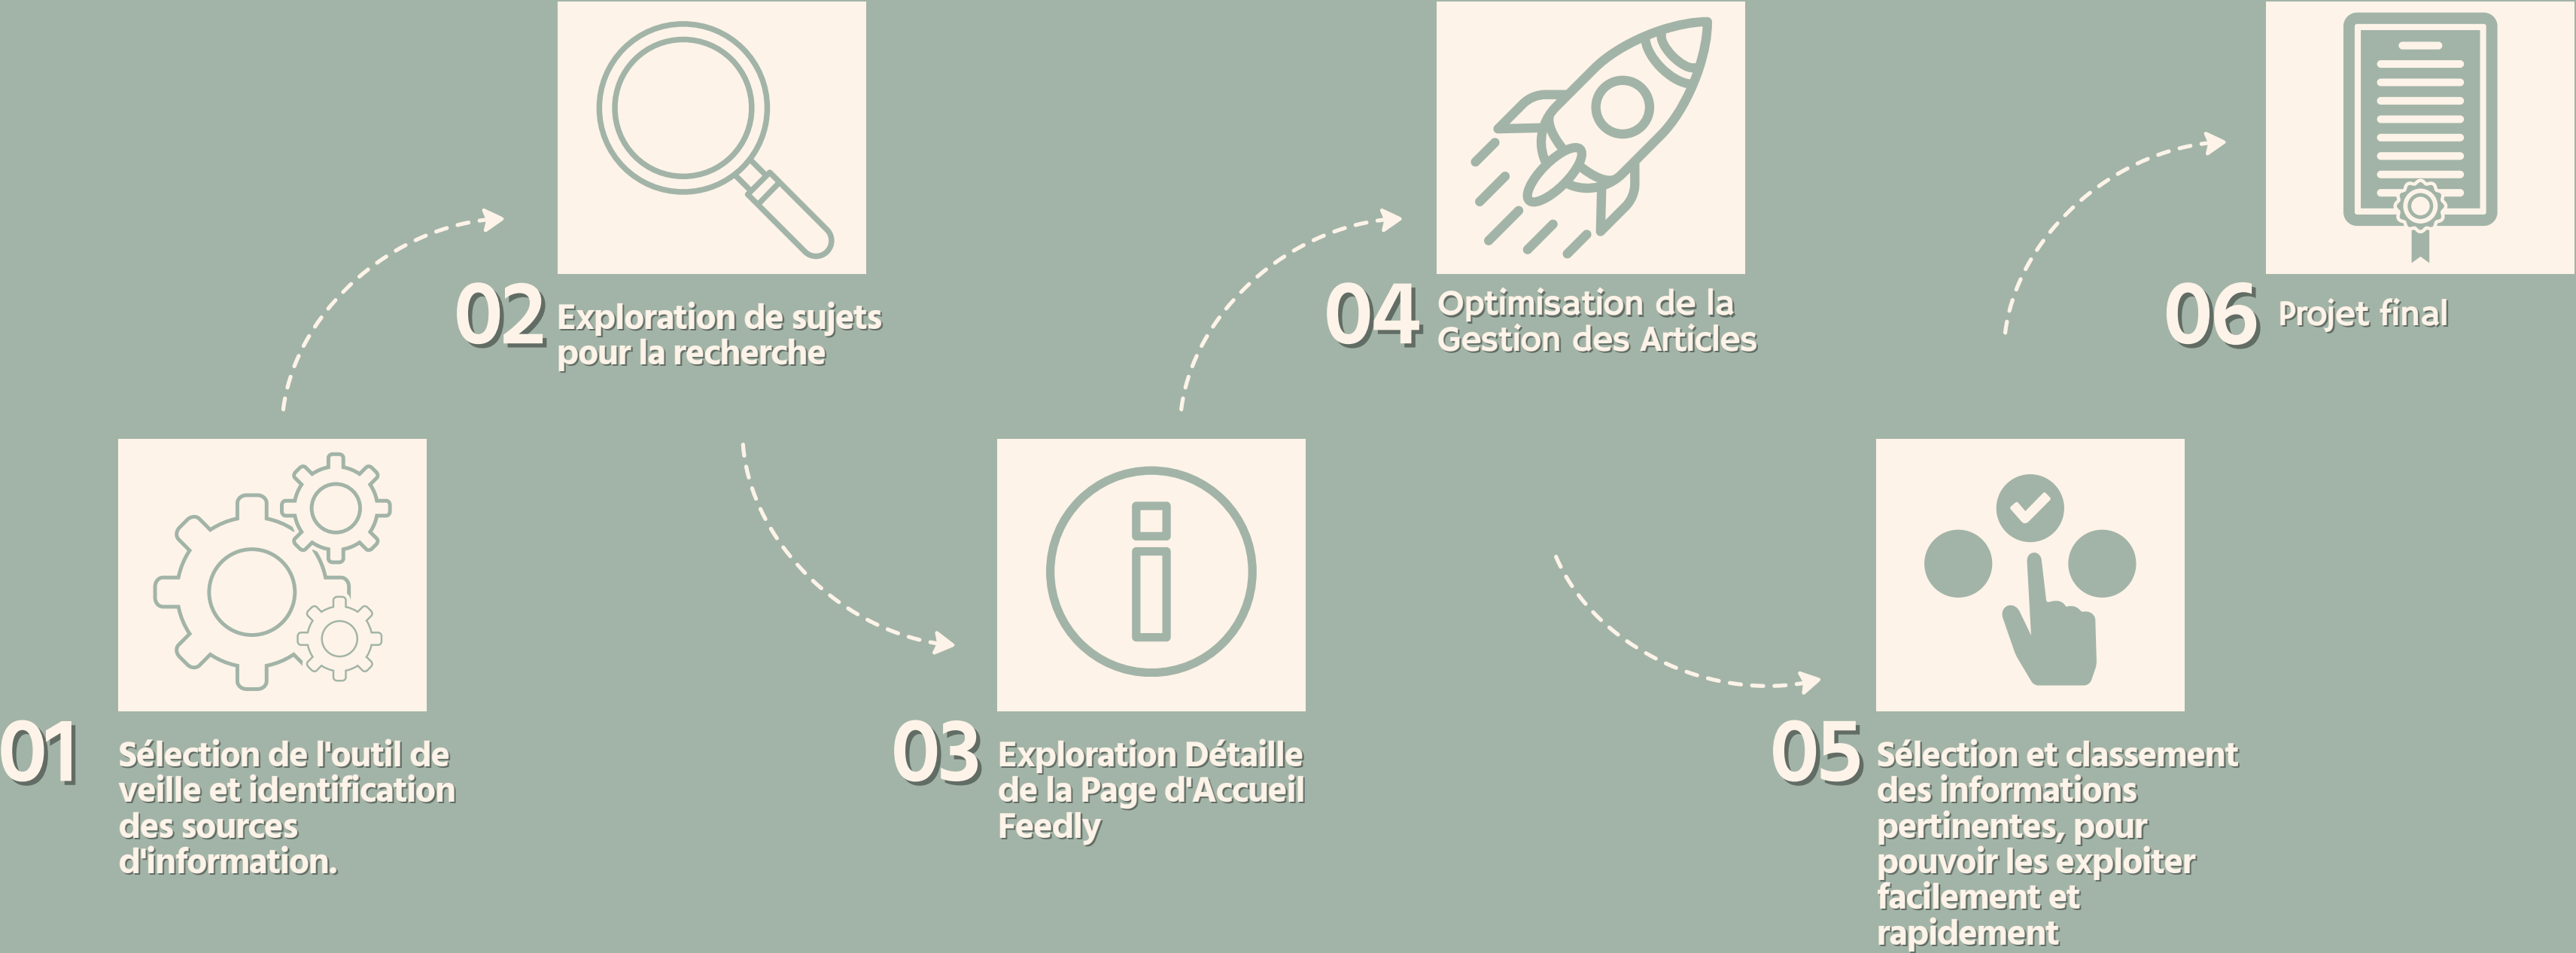 01
Sélection de l'outil de
veille et identification
des sources
d'information.
02
Exploration de sujets
pour la recherche
03
Exploration Détaille
de la Page d'Accueil
Feedly
04
Optimisation de la
Gestion des Articles
05
Sélection et classement
des informations
pertinentes, pour
pouvoir les exploiter
facilement et
rapidement
06
Projet final